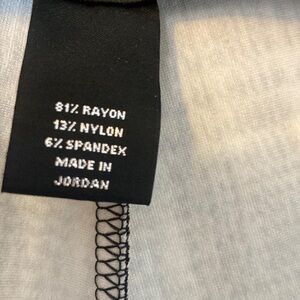 81% RAYON
13% NYLON
6% SPANDEX
MADE IN
JORDAN